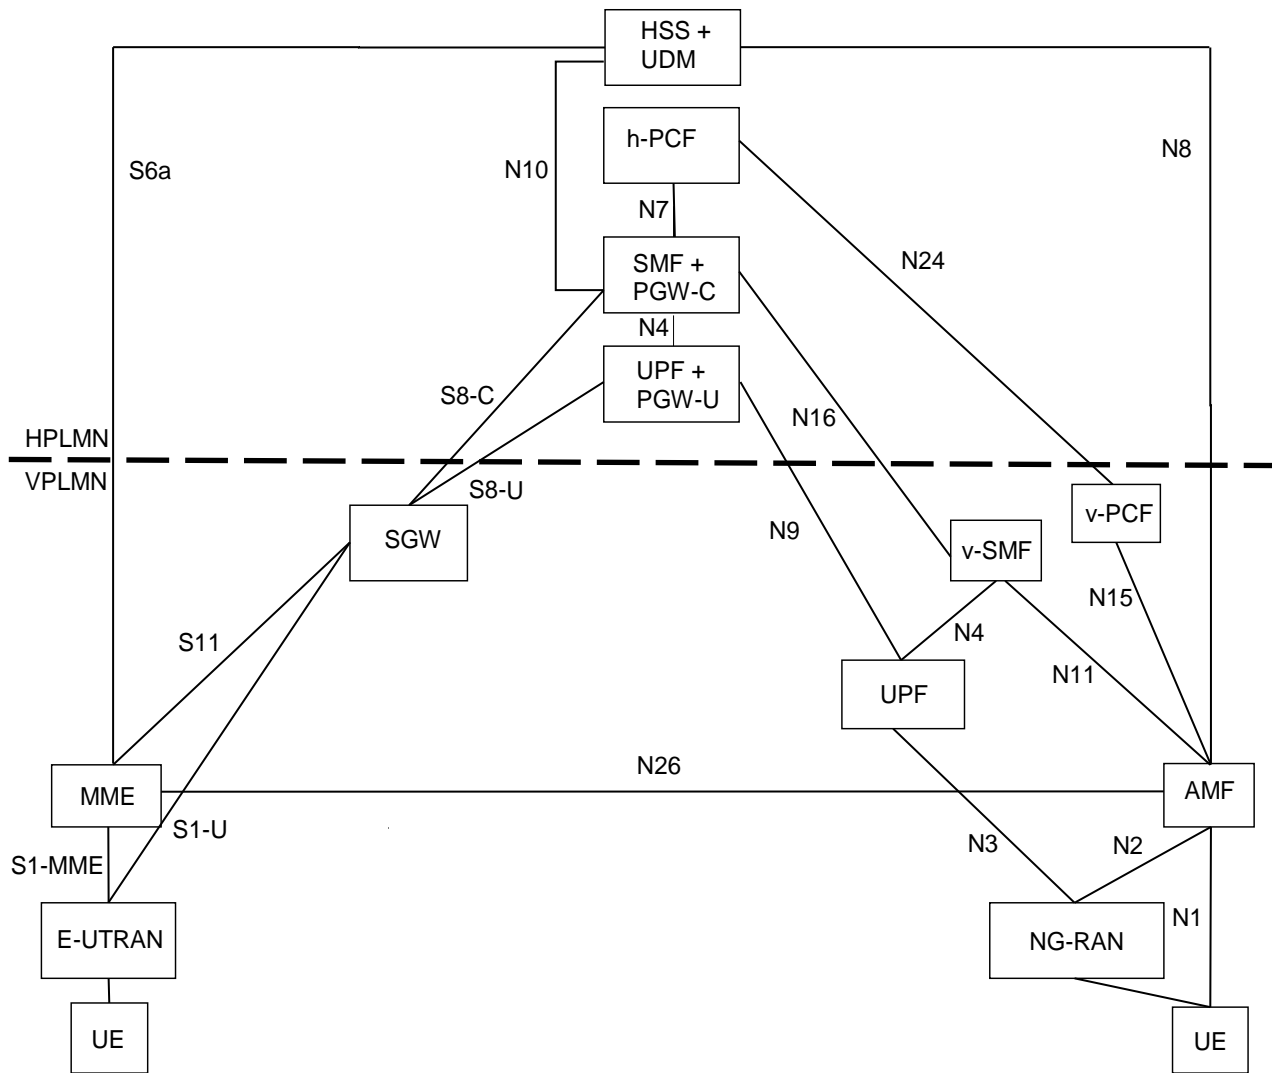 HSS +
UDM
h-PCF
N8
S6a
N10
N7
N24
SMF +
PGW-C
N4
UPF +
PGW-U
S8-C
N16
HPLMN
VPLMN
S8-U
v-PCF
N9
SGW
v-SMF
N15
N4
S11
N11
UPF
N26
MME
AMF
S1-U
N3
N2
S1-MME
N1
E-UTRAN
NG-RAN
UE
UE